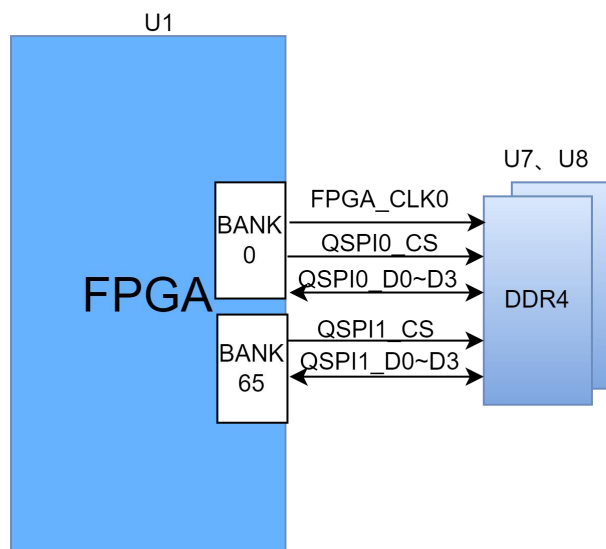 U1
U7、U8
FPGA_CLK0
BANK
0
QSPI0_CS
QSPI0_D0~D3
FPGA
DDR4
QSPI1_CS
BANK
65
QSPI1_D0~D3